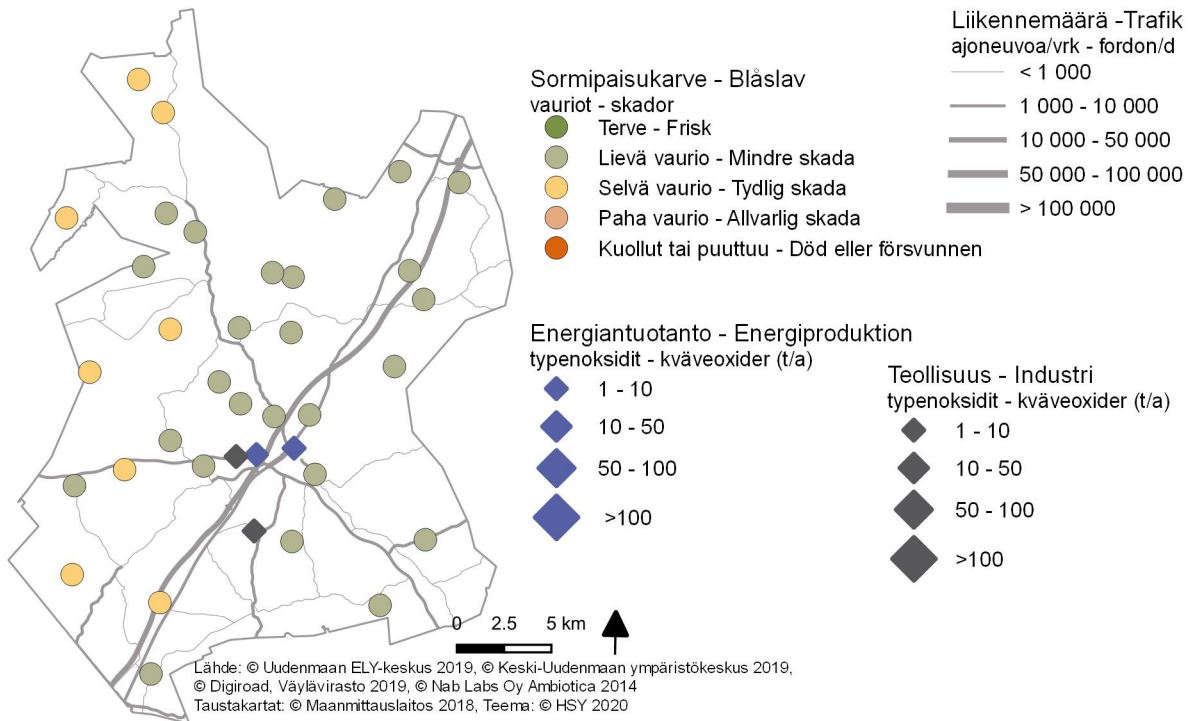 Liikennemäärä -Trafik
ajoneuvoa/vrk - fordon/d
< 1 000
1 000 - 10 000
10 000 - 50 000
50 000 - 100 000
> 100 000
Sormipaisukarve - Blåslav
vauriot - skador
Terve - Frisk
Lievä vaurio - Mindre skada
Selvä vaurio - Tydlig skada
Paha vaurio - Allvarlig skada
Kuollut tai puuttuu - Död eller försvunnen
Energiantuotanto - Energiproduktion
typenoksidit - kväveoxider (t/a)
1 - 10
10 - 50
50 - 100
>100
Teollisuus - Industri
typenoksidit - kväveoxider (t/a)
1 - 10
10 - 50
50 - 100
>100
0 2.5 5 km
Lähde: © Uudenmaan ELY-keskus 2019, © Keski-Uudenmaan ympäristökeskus 2019,
© Digiroad, Väylävirasto 2019, © Nab Labs Oy Ambiotica 2014
Taustakartat: © Maanmittauslaitos 2018, Teema: © HSY 2020